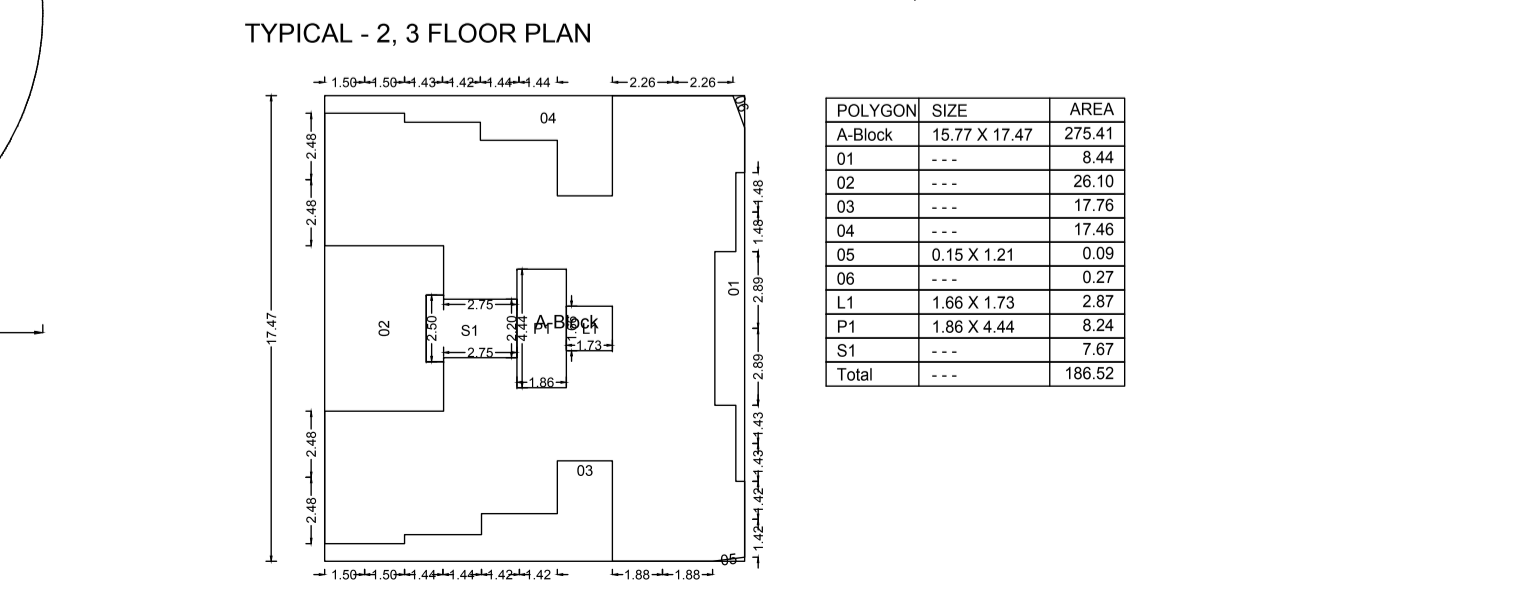 TYPICAL - 2, 3 FLOOR PLAN
1.50 1.50 1.43 1.42 1.44 1.44 2.26 2.26
04 06
2.48
2.48
1.48
1.48
17.47
02
2.50
2.75
S1
2.75
2.20
4.44
A-Block
P1
L1
1.73
1.86
01
2.89
2.89
2.48
2.48
03
1.43
1.43
1.42
1.42
05
1.50 1.50 1.44 1.44 1.42 1.42 1.88 1.88
POLYGON SIZE AREA
A-Block 15.77 X 17.47 275.41
01 - - - 8.44
02 - - - 26.10
03 - - - 17.76
04 - - - 17.46
05 0.15 X 1.21 0.09
06 - - - 0.27
L1 1.66 X 1.73 2.87
P1 1.86 X 4.44 8.24
S1 - - - 7.67
Total - - - 186.52